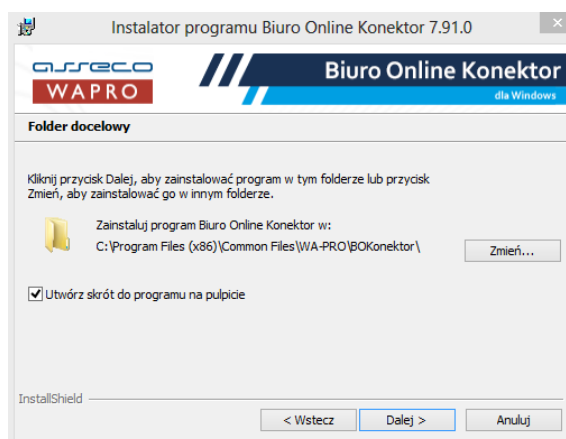 Instalator programu Biuro Online Konektor 7.91.0
asseco
WAPRO
Biuro Online Konektor
dla Windows
Folder docelowy
Kliknij przycisk Dalej, aby zainstalować program w tym folderze lub przycisk
Zmień, aby zainstalować go w innym folderze.
Zainstaluj program Biuro Online Konektor w:
C:\Program Files (x86)\Common Files\WA-PRO\BOKonektor\
Zmień...
Utwórz skrót do programu na pulpicie
InstallShield
< Wstecz
Dalej >
Anuluj